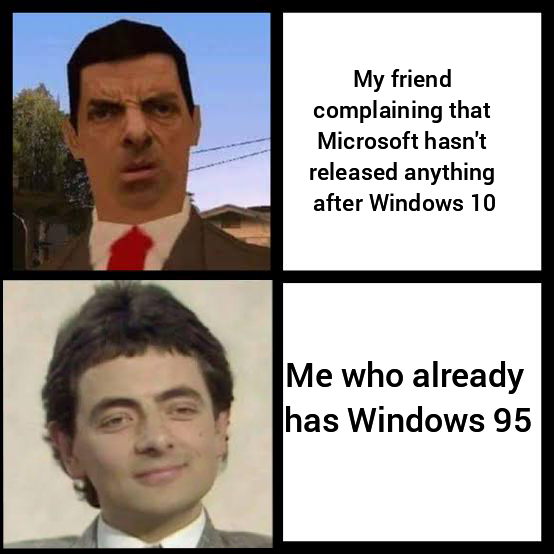 My friend
complaining that
Microsoft hasn't
released anything
after Windows 10
Me who already
has Windows 95